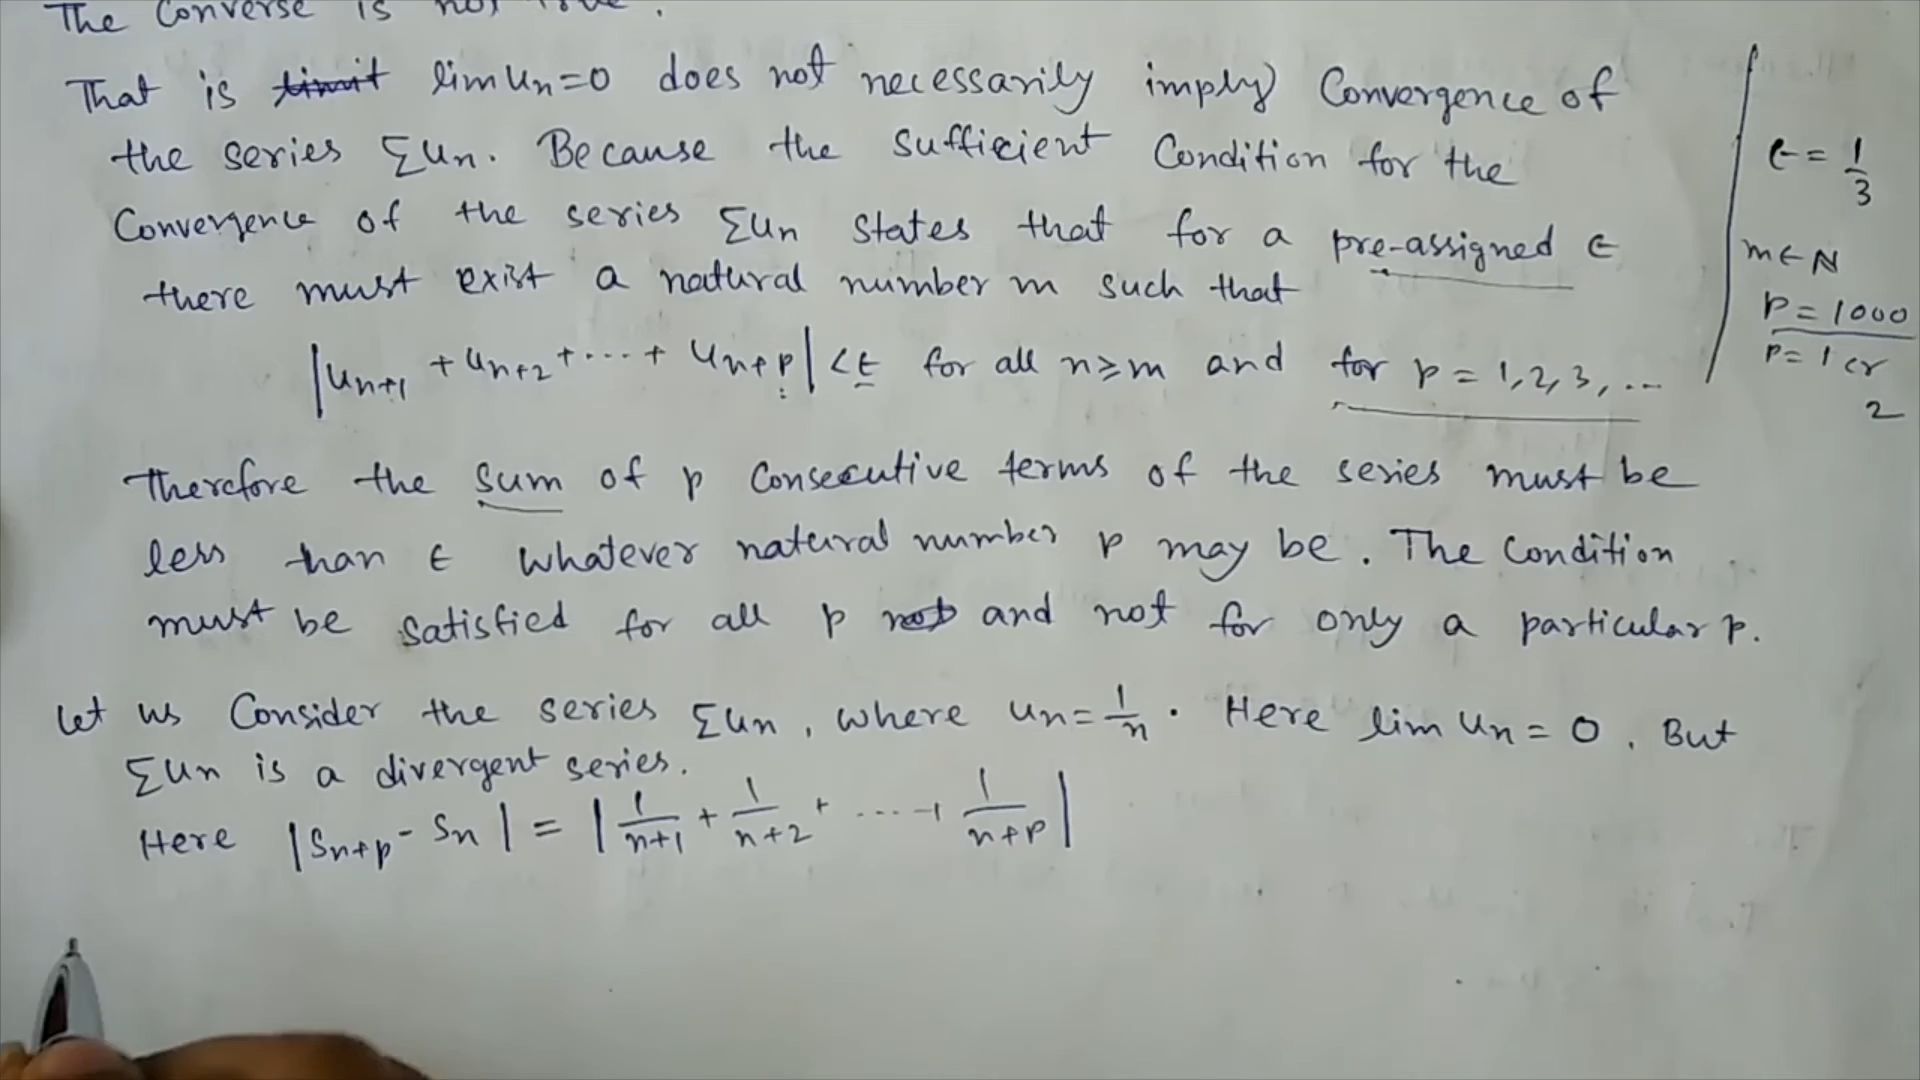 The Converse is not true.
That is limit lim un=0 does not necessarily imply Convergence of
the series Σun. Because the sufficient Condition for the
Convergence of the series Σun states that for a pre-assigned ϵ
there must exist a natural number m such that
|un+1 + un+2 + .... + un+p| < ϵ for all n≥m and for p = 1,2,3,...
Therefore the sum of p Consecutive terms of the series must be
less than ϵ whatever natural number p may be. The Condition
must be satisfied for all p not and not for only a particular p.
Let us Consider the series Σun, where un = 1/n. Here lim un = 0. But
Σun is a divergent series.
Here |Sn+p - Sn| = |1/n+1 + 1/n+2 + ....+ 1/n+p|
ϵ = 1/3
m ϵ N
p = 1000
p = 1 cr
2